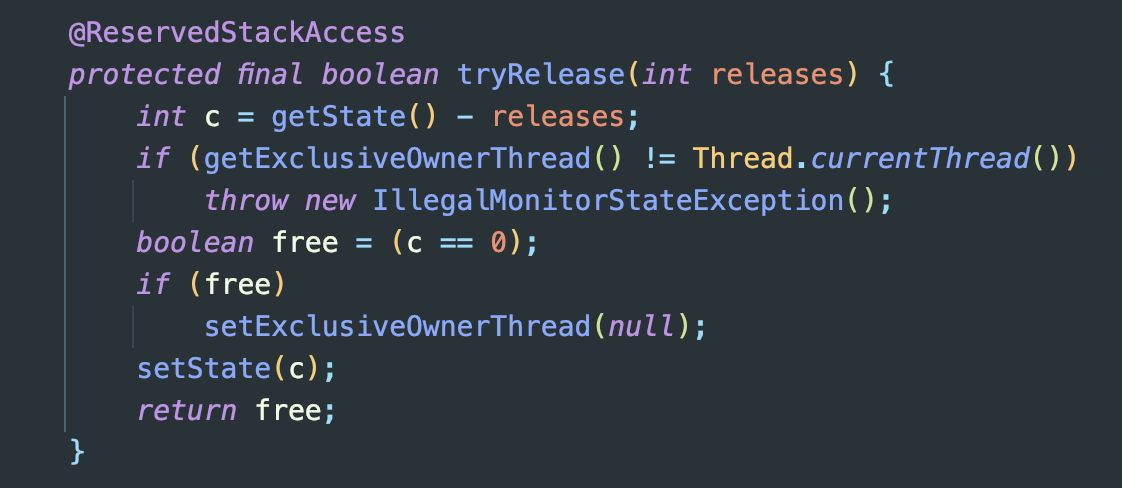 @ReservedStackAccess
protected final boolean tryRelease(int releases) {
    int c = getState() - releases;
    if (getExclusiveOwnerThread() != Thread.currentThread())
        throw new IllegalMonitorStateException();
    boolean free = (c == 0);
    if (free)
        setExclusiveOwnerThread(null);
    setState(c);
    return free;
}